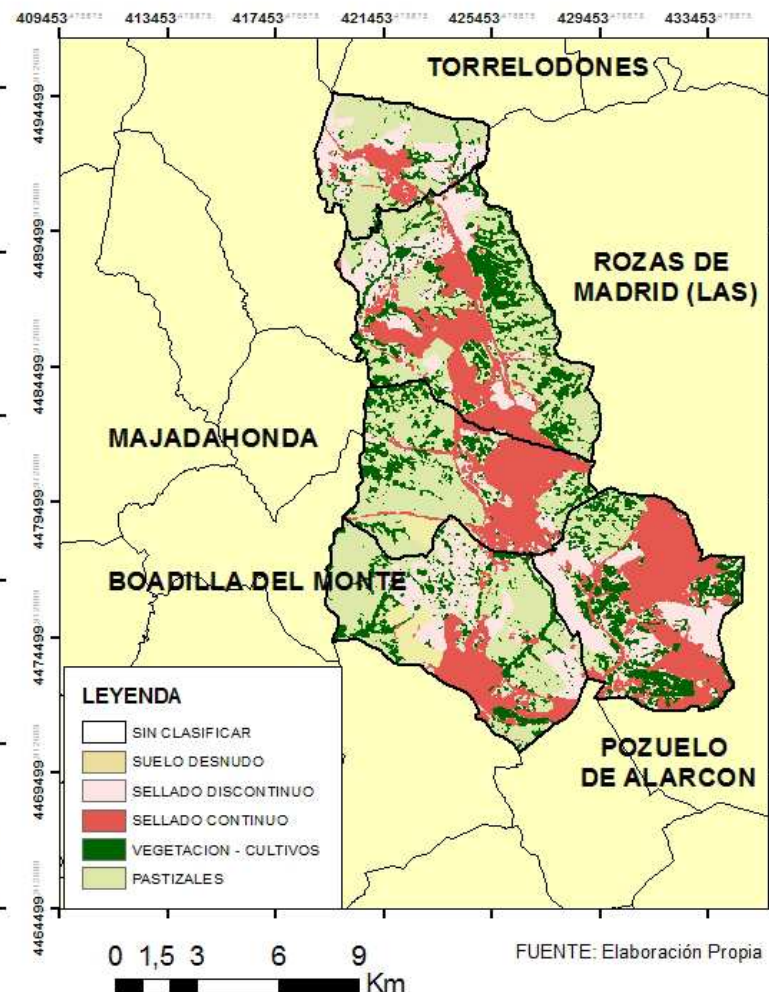 409453 413453 417453 421453 425453 429453 433453
TORRELODONES
4494499
4489499
ROZAS DE
MADRID (LAS)
4484499
MAJADAHONDA
4479499
BOADILLA DEL MONTE
4474499
LEYENDA
SIN CLASIFICAR
SUELO DESNUDO
SELLADO DISCONTINUO
SELLADO CONTINUO
VEGETACION - CULTIVOS
PASTIZALES
POZUELO
DE ALARCON
4469499
4464499
0 1,5 3 6 9
Km
FUENTE: Elaboración Propia